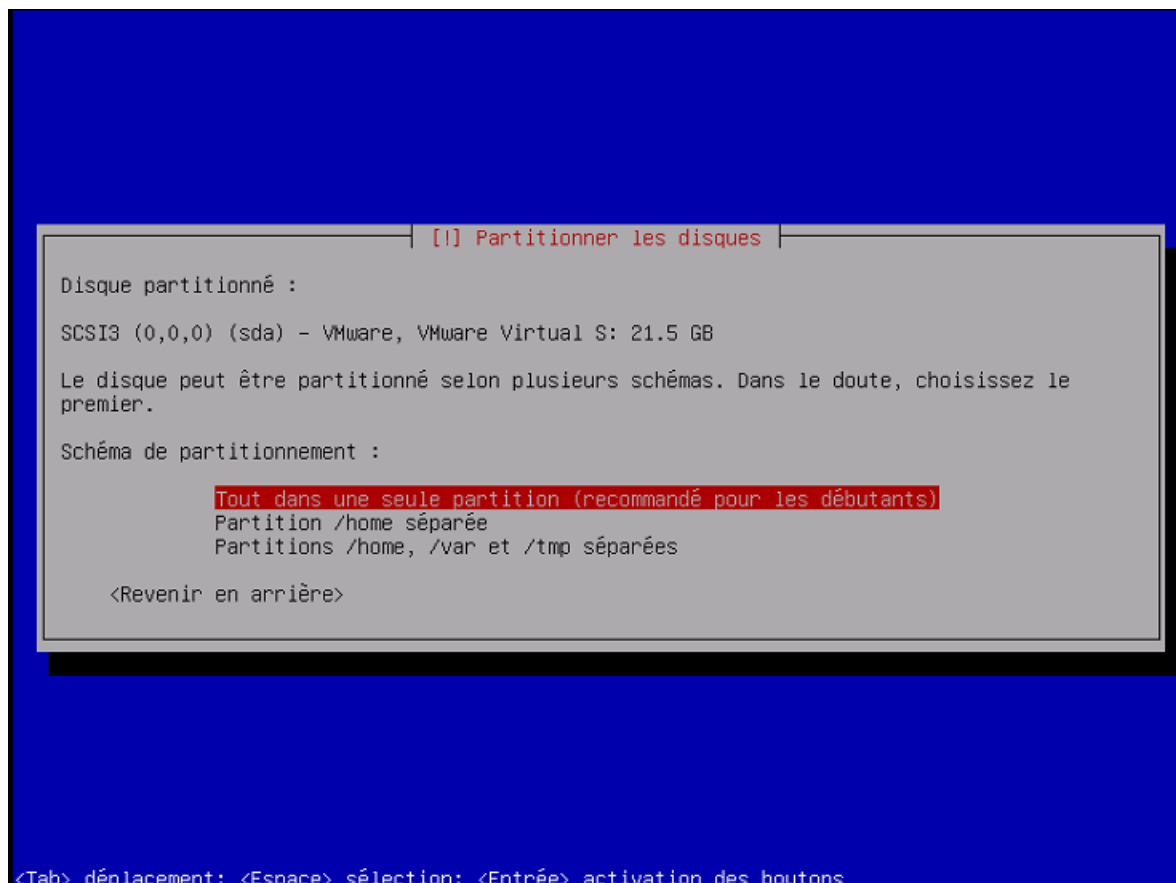 [!] Partitionner les disques
Disque partitionné :
SCSI3 (0,0,0) (sda) – VMware, VMware Virtual S: 21.5 GB
Le disque peut être partitionné selon plusieurs schémas. Dans le doute, choisissez le
premier.
Schéma de partitionnement :
Tout dans une seule partition (recommandé pour les débutants)
Partition /home séparée
Partitions /home, /var et /tmp séparées
<Revenir en arrière>
<Tab> déplacement; <Espace> sélection; <Entrée> activation des boutons